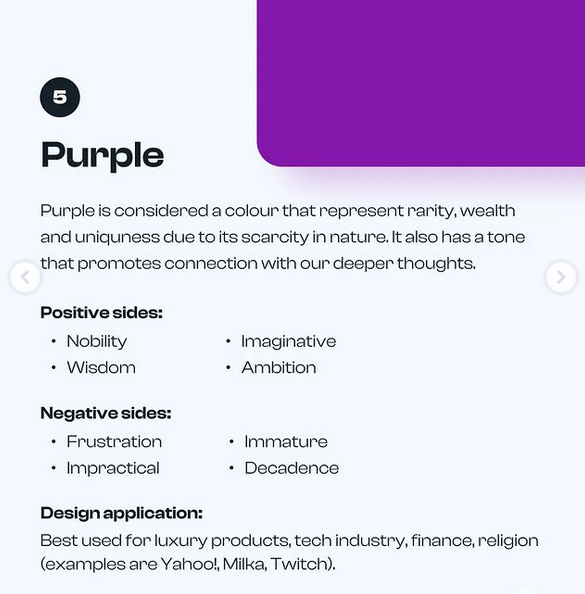 5
Purple
Purple is considered a colour that represent rarity, wealth
and uniquness due to its scarcity in nature. It also has a tone
that promotes connection with our deeper thoughts.
Positive sides:
• Nobility • Imaginative
• Wisdom • Ambition
Negative sides:
• Frustration • Immature
• Impractical • Decadence
Design application:
Best used for luxury products, tech industry, finance, religion
(examples are Yahoo!, Milka, Twitch).